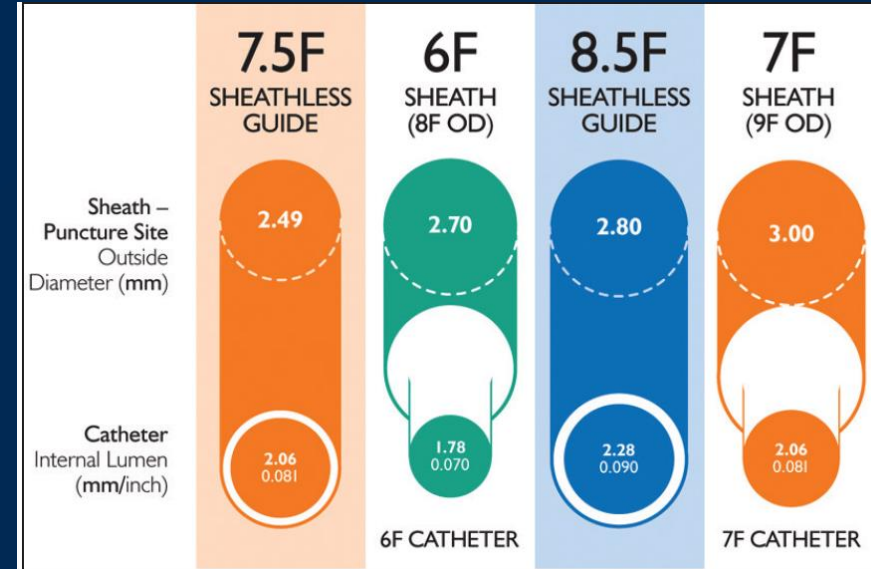 7.5F
SHEATHLESS
GUIDE
6F
SHEATH
(8F OD)
8.5F
SHEATHLESS
GUIDE
7F
SHEATH
(9F OD)
Sheath –
Puncture Site
Outside
Diameter (mm)
2.49
2.70
2.80
3.00
Catheter
Internal Lumen
(mm/inch)
2.06
0.081
1.78
0.070
2.28
0.090
2.06
0.081
6F CATHETER
7F CATHETER